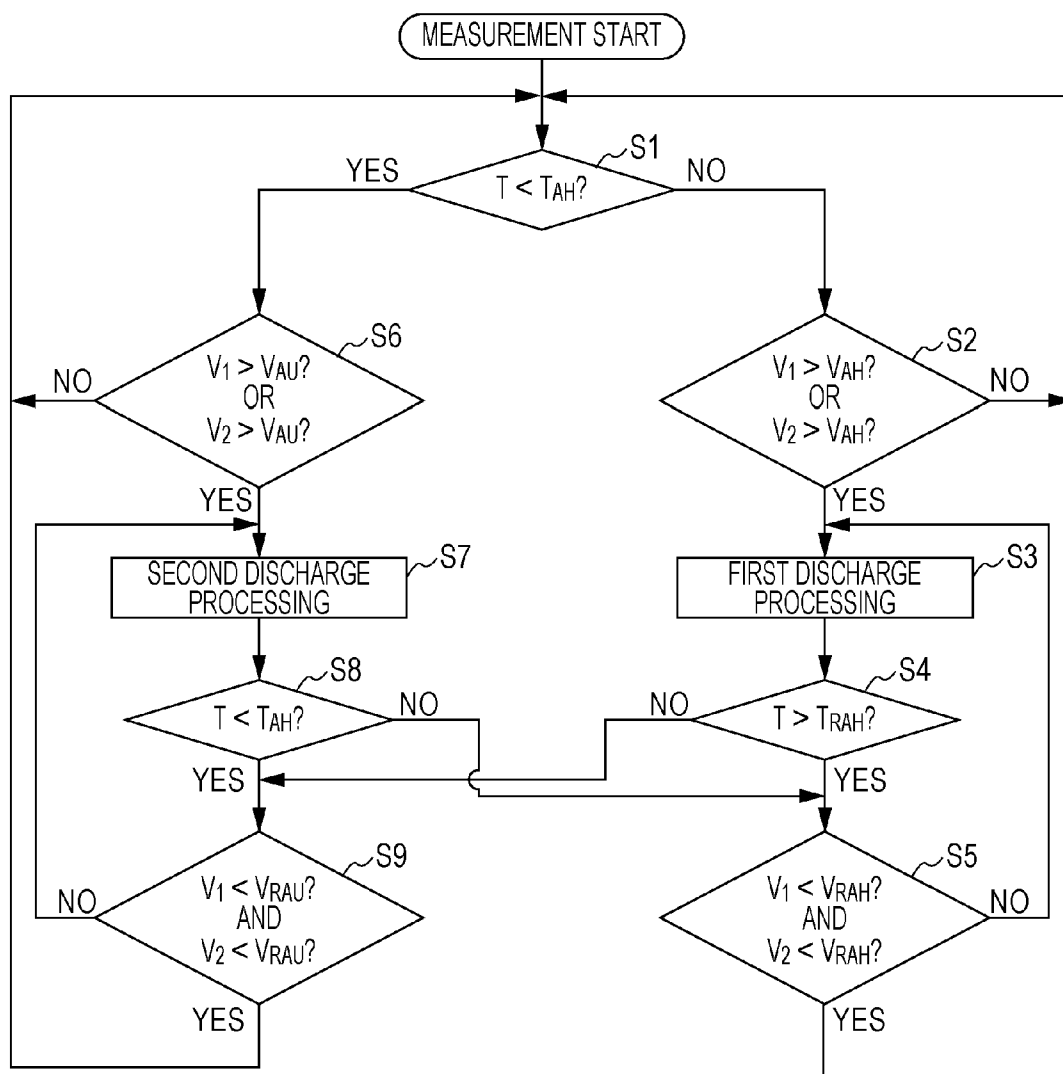 MEASUREMENT START
S1
YES
T < TAH?
NO
S6
V1 > VAU?
OR
V2 > VAU?
NO
YES
S2
V1 > VAH?
OR
V2 > VAH?
NO
YES
S7
SECOND DISCHARGE
PROCESSING
S3
FIRST DISCHARGE
PROCESSING
S8
T < TAH?
NO
YES
S4
NO
T > TRAH?
YES
S9
V1 < VRAU?
AND
V2 < VRAU?
NO
YES
S5
V1 < VRAH?
AND
V2 < VRAH?
NO
YES